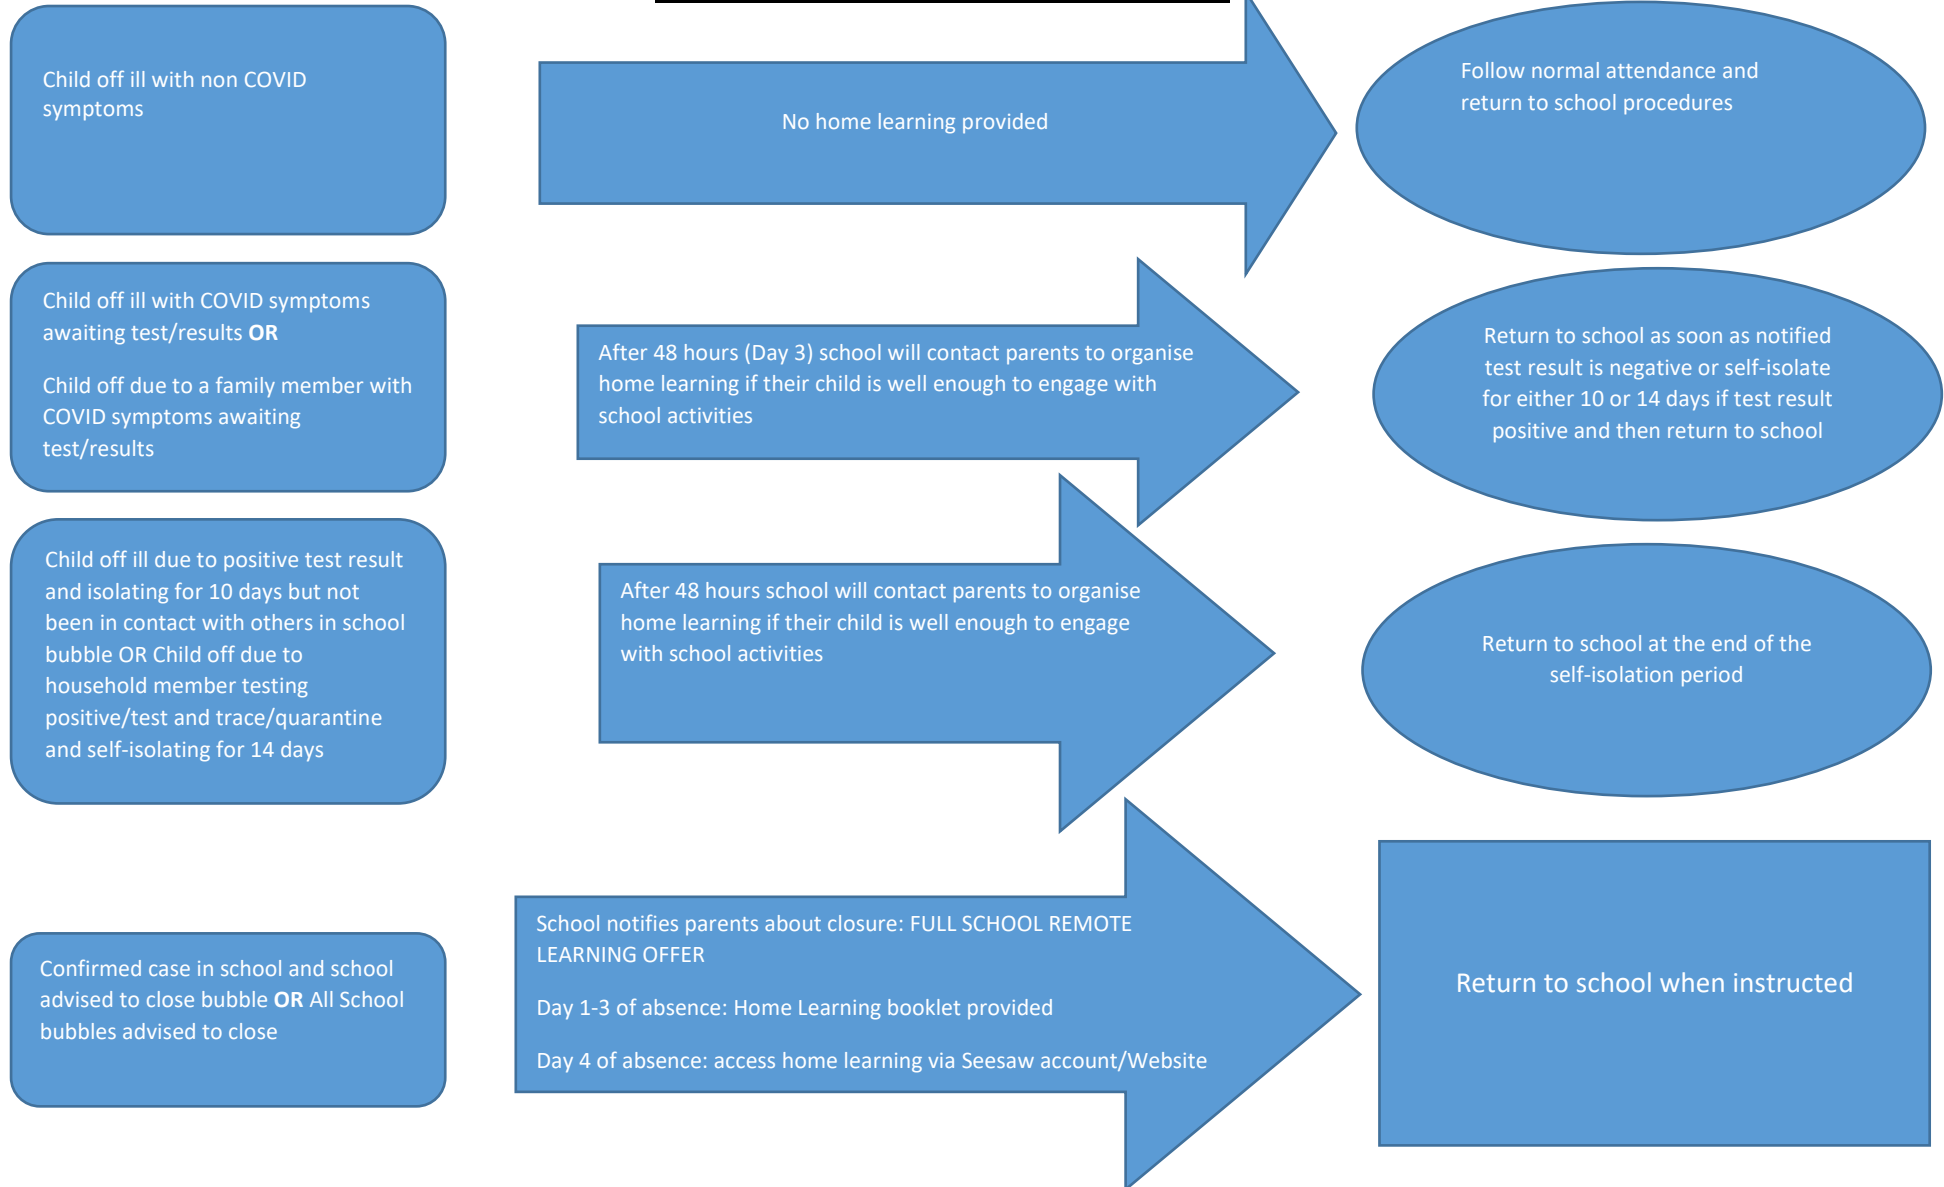 Child off ill with non COVID
symptoms
No home learning provided
Follow normal attendance and
return to school procedures
Child off ill with COVID symptoms
awaiting test/results OR
Child off due to a family member with
COVID symptoms awaiting
test/results
After 48 hours (Day 3) school will contact parents to organise
home learning if their child is well enough to engage with
school activities
Return to school as soon as notified
test result is negative or self-isolate
for either 10 or 14 days if test result
positive and then return to school
Child off ill due to positive test result
and isolating for 10 days but not
been in contact with others in school
bubble OR Child off due to
household member testing
positive/test and trace/quarantine
and self-isolating for 14 days
After 48 hours school will contact parents to organise
home learning if their child is well enough to engage
with school activities
Return to school at the end of the
self-isolation period
Confirmed case in school and school
advised to close bubble OR All School
bubbles advised to close
School notifies parents about closure: FULL SCHOOL REMOTE
LEARNING OFFER
Day 1-3 of absence: Home Learning booklet provided
Day 4 of absence: access home learning via Seesaw account/Website
Return to school when instructed